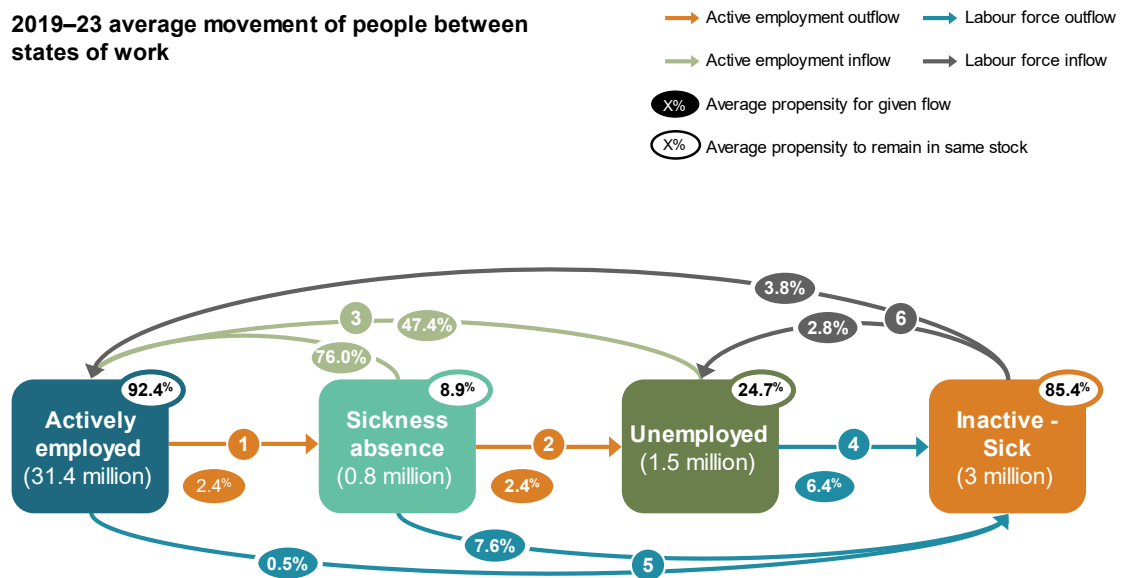 2019–23 average movement of people between
states of work
Active employment outflow
Labour force outflow
Active employment inflow
Labour force inflow
X% Average propensity for given flow
X% Average propensity to remain in same stock
3.8%
3
47.4%
2.8%
6
76.0%
92.4%
8.9%
24.7%
85.4%
Actively
employed
(31.4 million)
1
2.4%
Sickness
absence
(0.8 million)
2
2.4%
Unemployed
(1.5 million)
4
6.4%
Inactive -
Sick
(3 million)
7.6%
0.5%
5